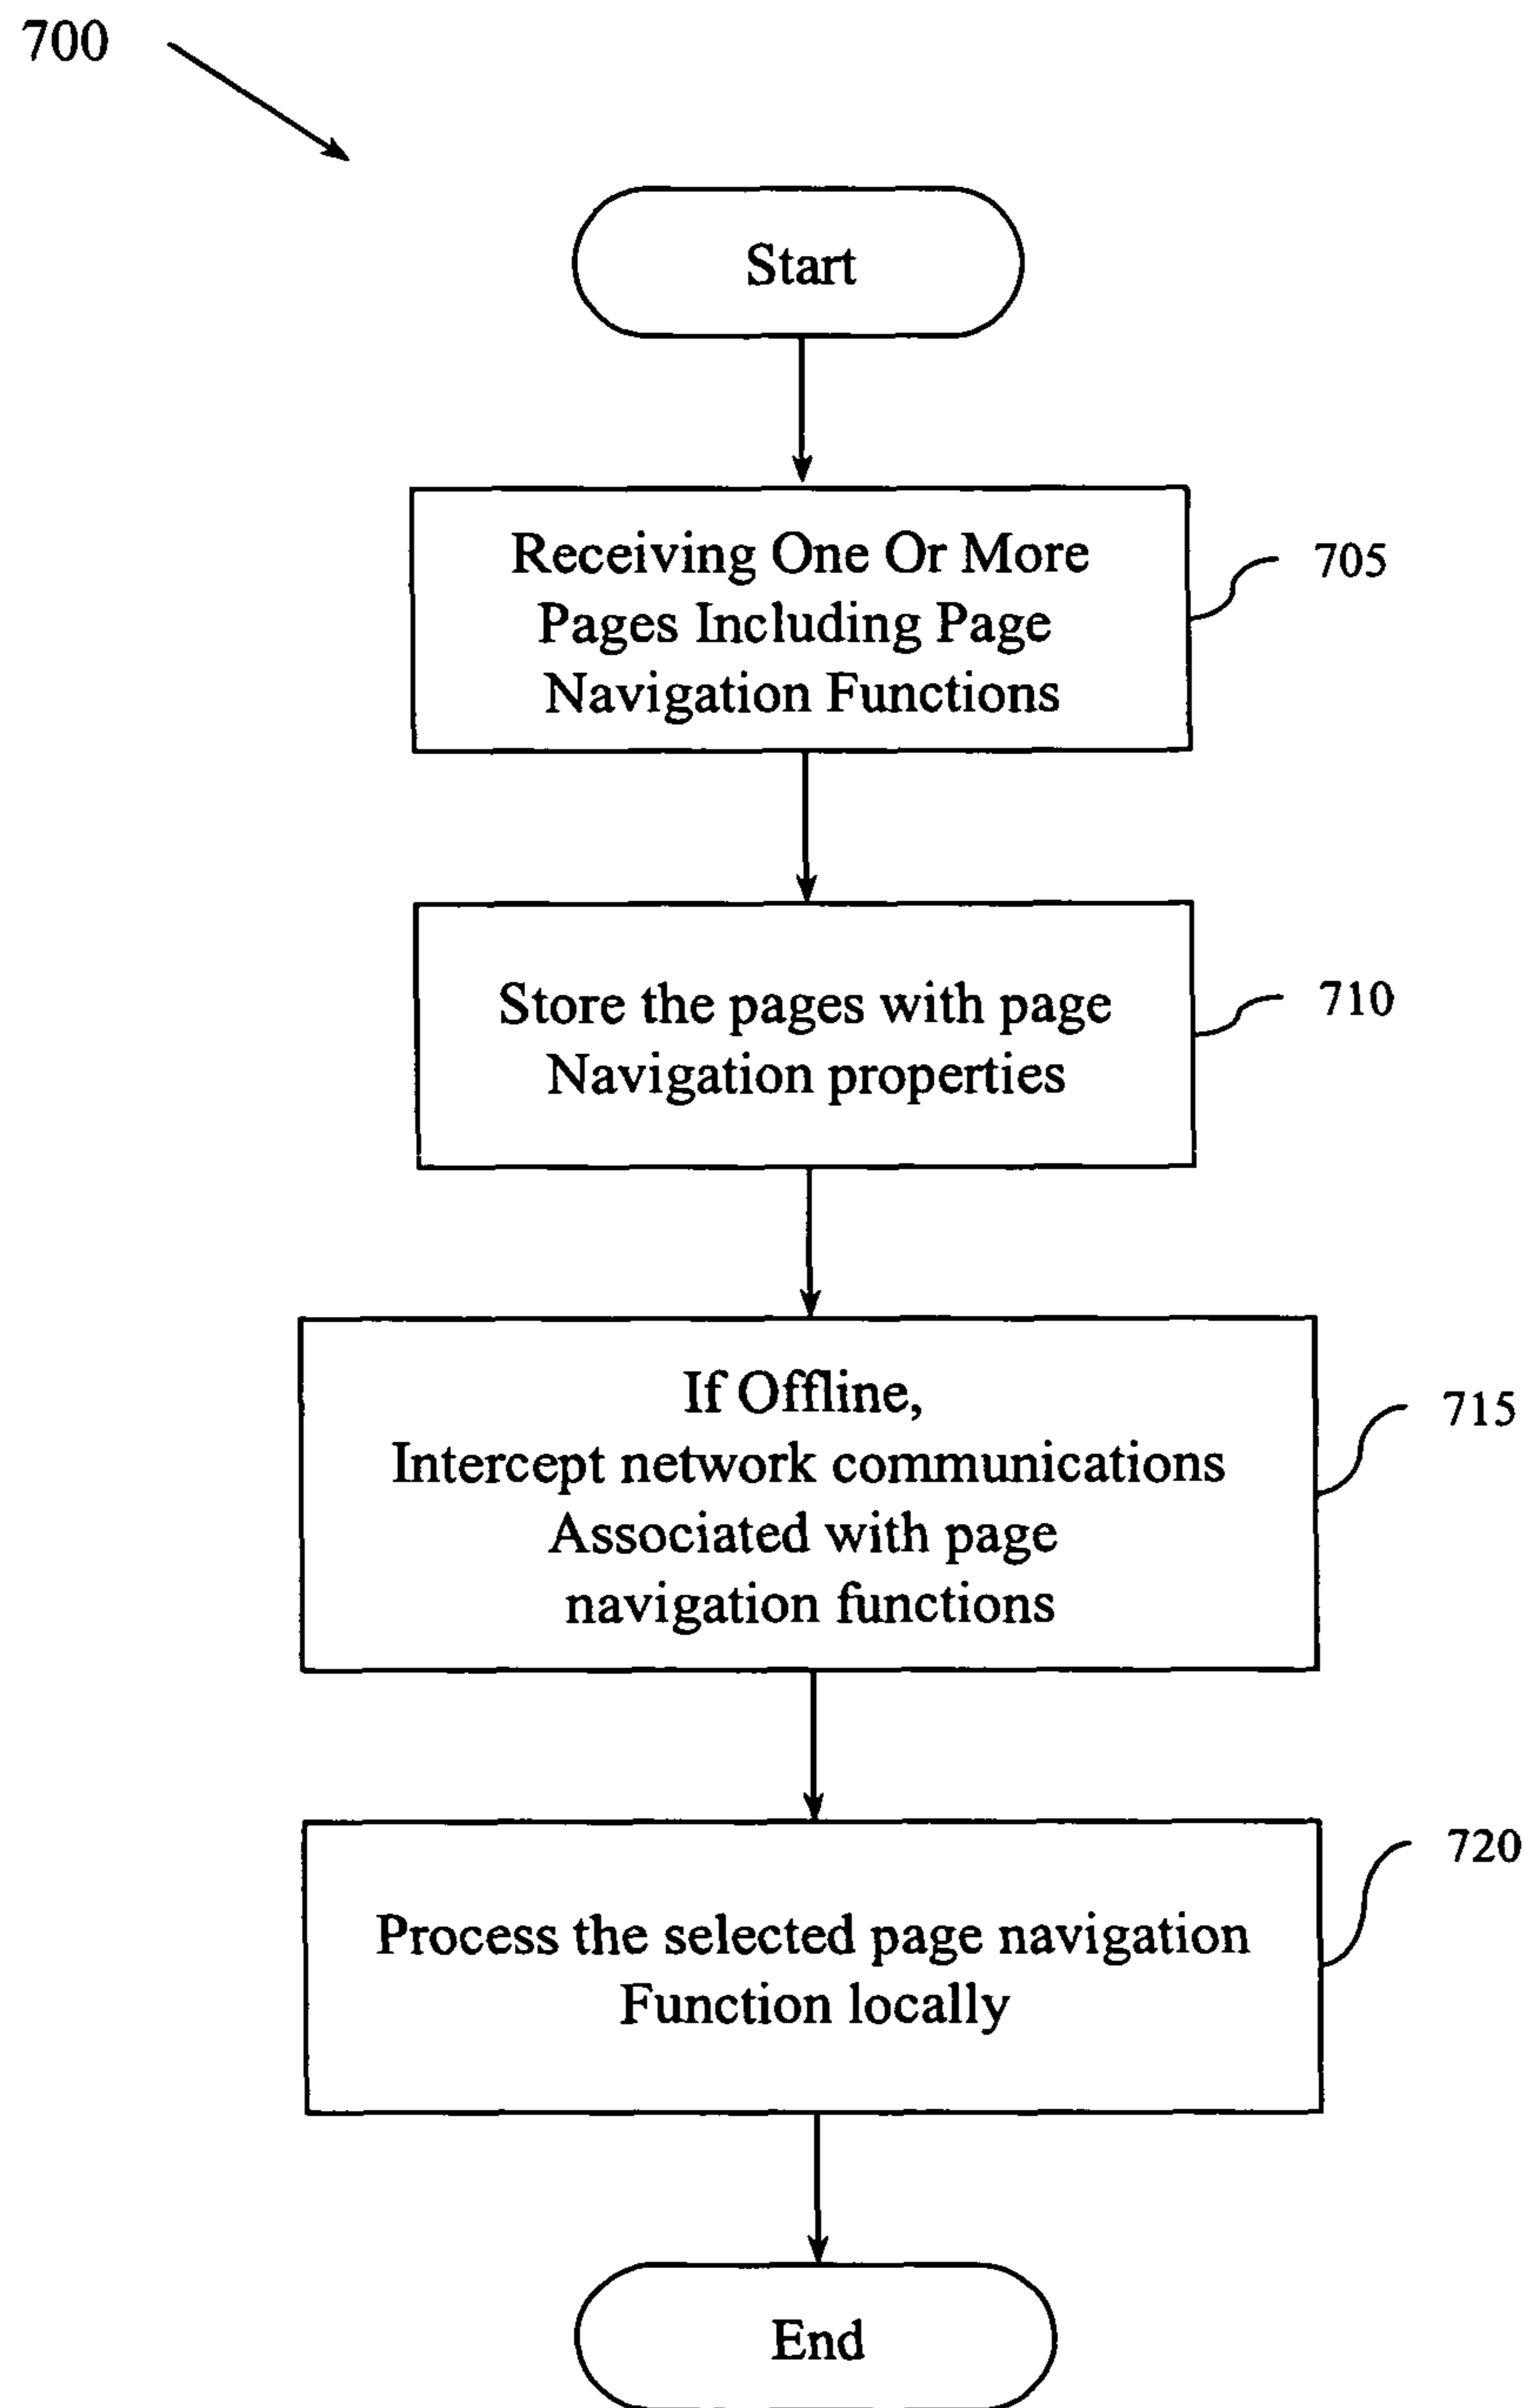 700
Start
Receiving One Or More
Pages Including Page
Navigation Functions
705
Store the pages with page
Navigation properties
710
If Offline,
Intercept network communications
Associated with page
navigation functions
715
Process the selected page navigation
Function locally
720
End